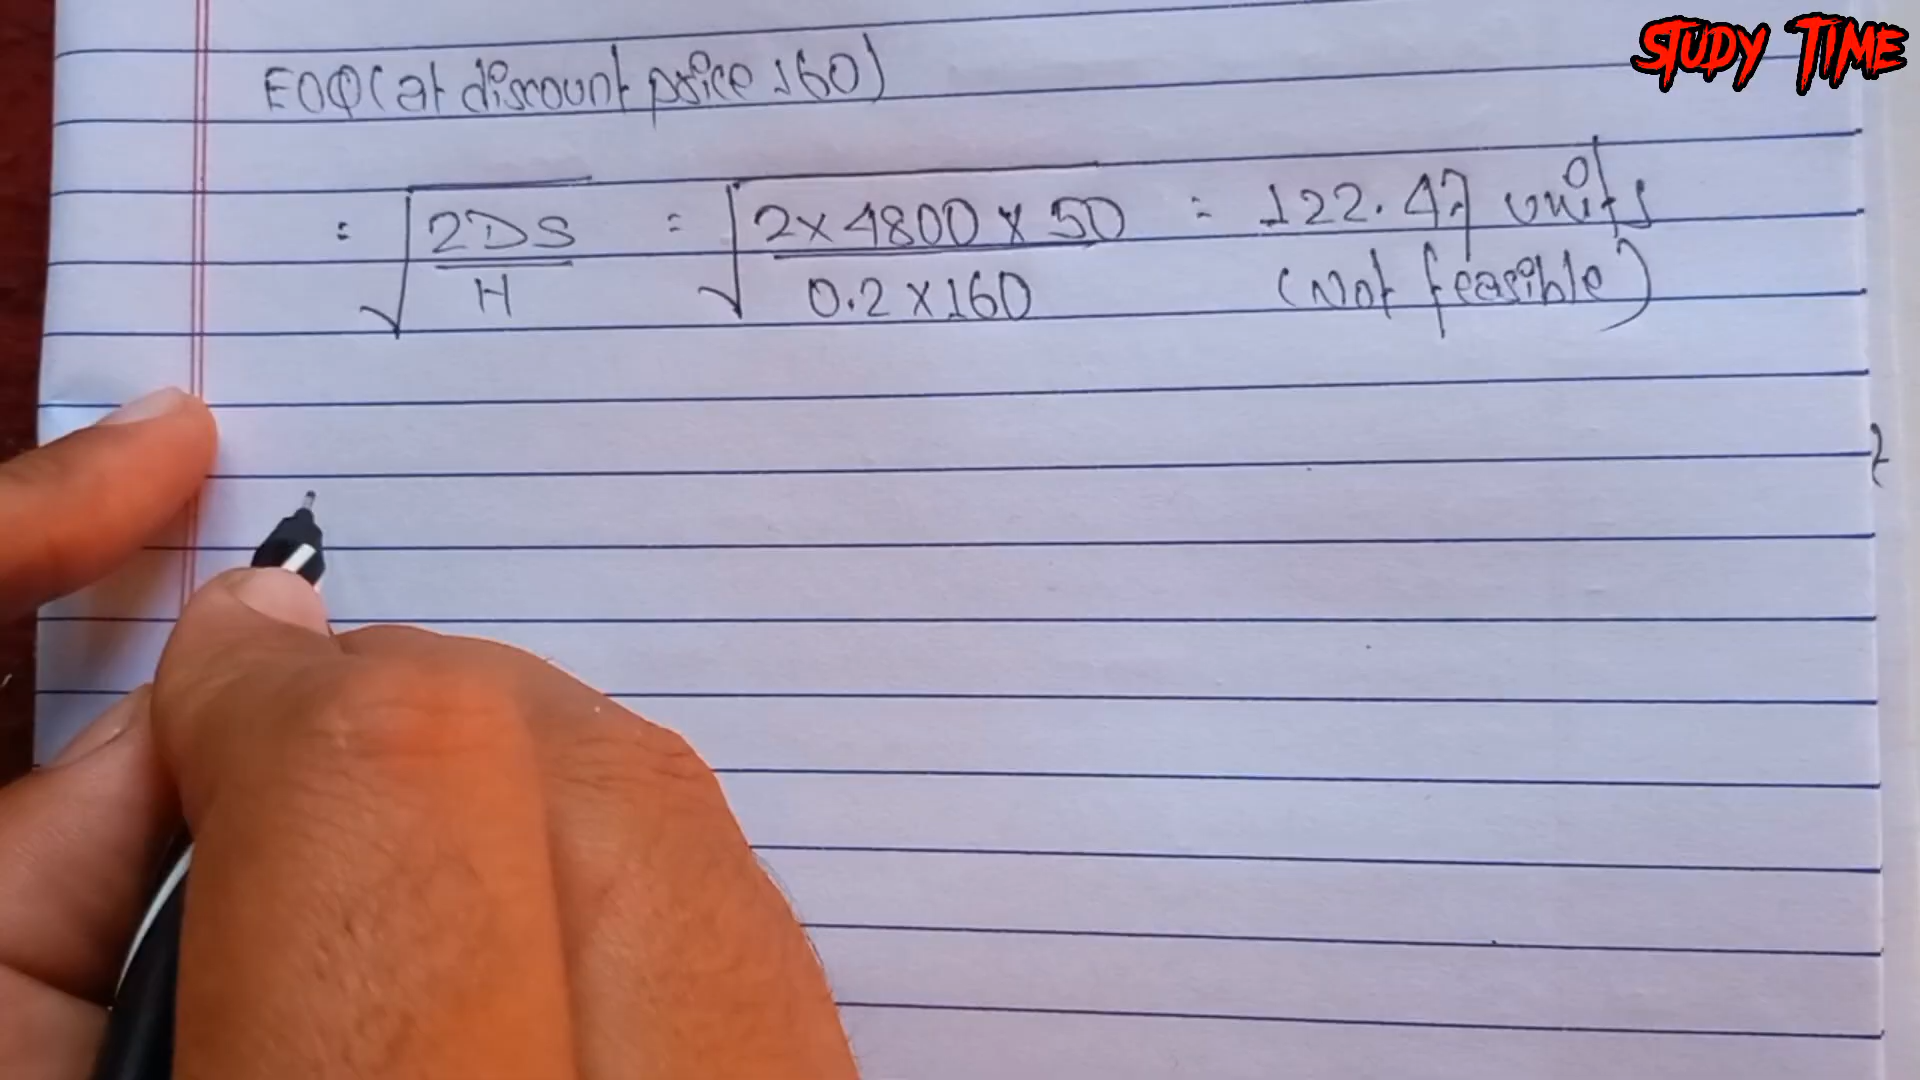 STUDY TIME
EOQ (at discount price 160)
= √(2DS / H) = √(2 × 4800 × 50 / 0.2 × 160) = 122.47 units
(Not feasible)